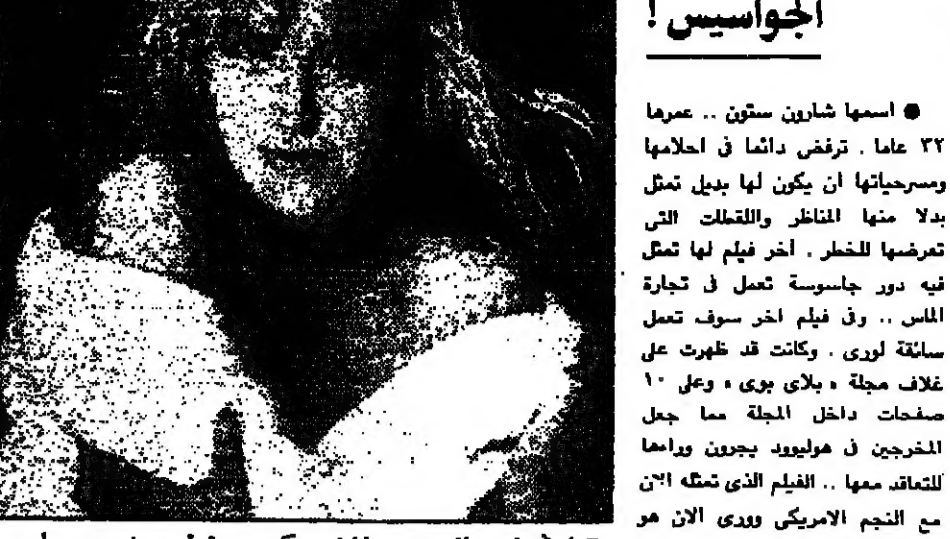 الجواسيس !
● اسمها شارون ستون .. عمرها
٣٢ عاما . ترفض دائما فى احلامها
ومسرحياتها ان يكون لها بديل تمثل
بدلا منها المناظر واللقطات التى
تعرضها للخطر . أخر فيلم لها تمثل
فيه دور جاسوسة تعمل فى تجارة
الماس .. وفى فيلم اخر سوف تعمل
سائقة لورى . وكانت قد ظهرت على
غلاف مجلة « بلاى بوى » وعلى ١٠
صفحات داخل المجلة مما جعل
المخرجين فى هوليوود يجرون وراءها
للتعاقد معها .. الفيلم الذى تمثله الآن
مع النجم الامريكى وورى الان هو